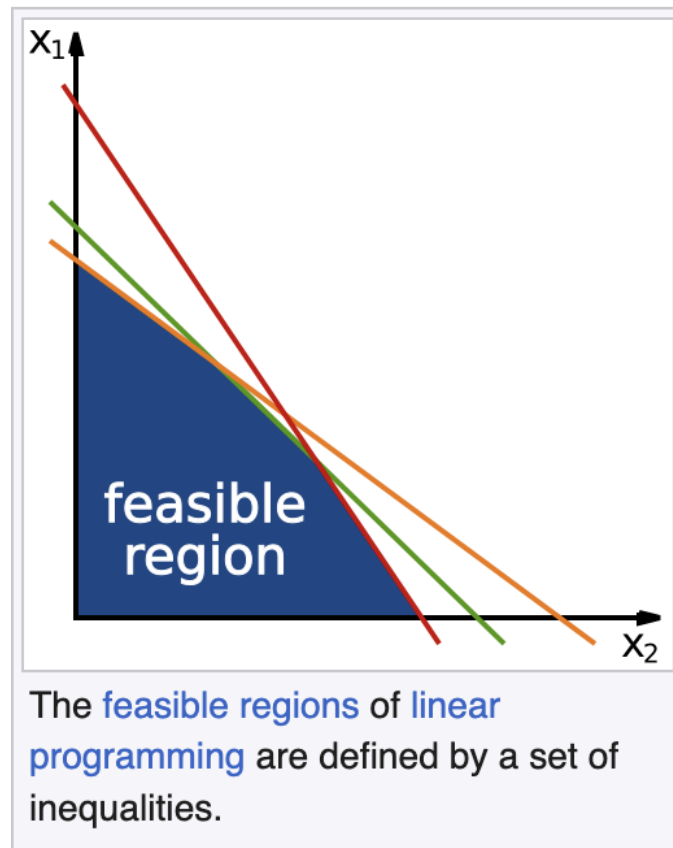 x₁
feasible
region
x₂
The feasible regions of linear
programming are defined by a set of
inequalities.